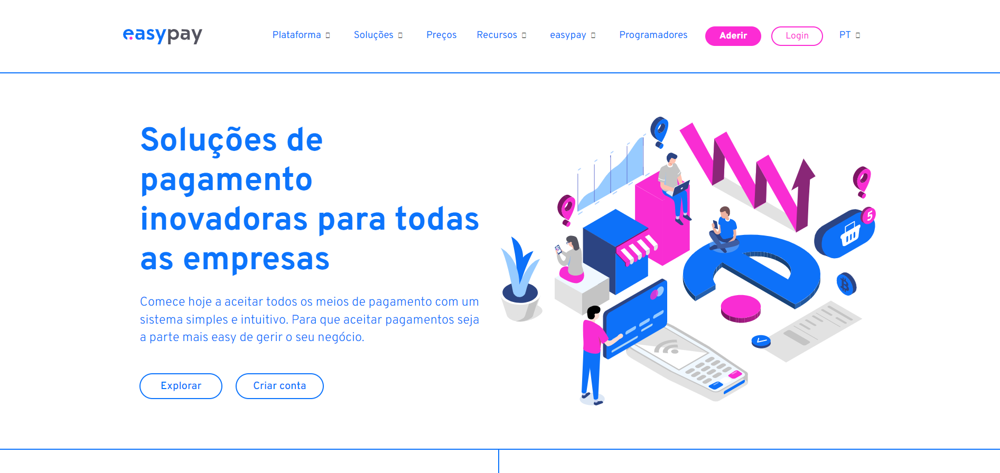 easypay
Plataforma Soluções Preços Recursos easypay Programadores Aderir Login PT
Soluções de
pagamento
inovadoras para todas
as empresas
Comece hoje a aceitar todos os meios de pagamento com um
sistema simples e intuitivo. Para que aceitar pagamentos seja
a parte mais easy de gerir o seu negócio.
Explorar Criar conta
5